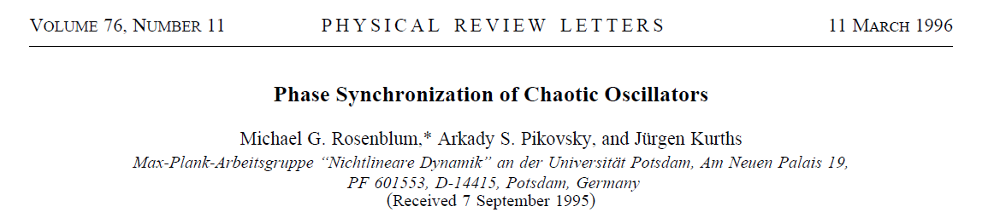 VOLUME 76, NUMBER 11 PHYSICAL REVIEW LETTERS 11 MARCH 1996
Phase Synchronization of Chaotic Oscillators
Michael G. Rosenblum,* Arkady S. Pikovsky, and Jürgen Kurths
Max-Plank-Arbeitsgruppe “Nichtlineare Dynamik” an der Universität Potsdam, Am Neuen Palais 19,
PF 601553, D-14415, Potsdam, Germany
(Received 7 September 1995)